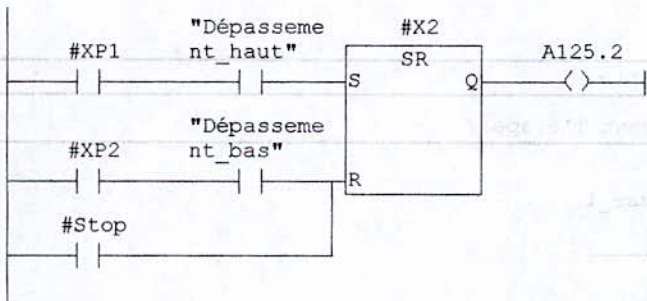 "Dépasseme
nt_haut"
#X2
#XP1
SR
A125.2
S
Q
"Dépasseme
nt_bas"
#XP2
R
#Stop